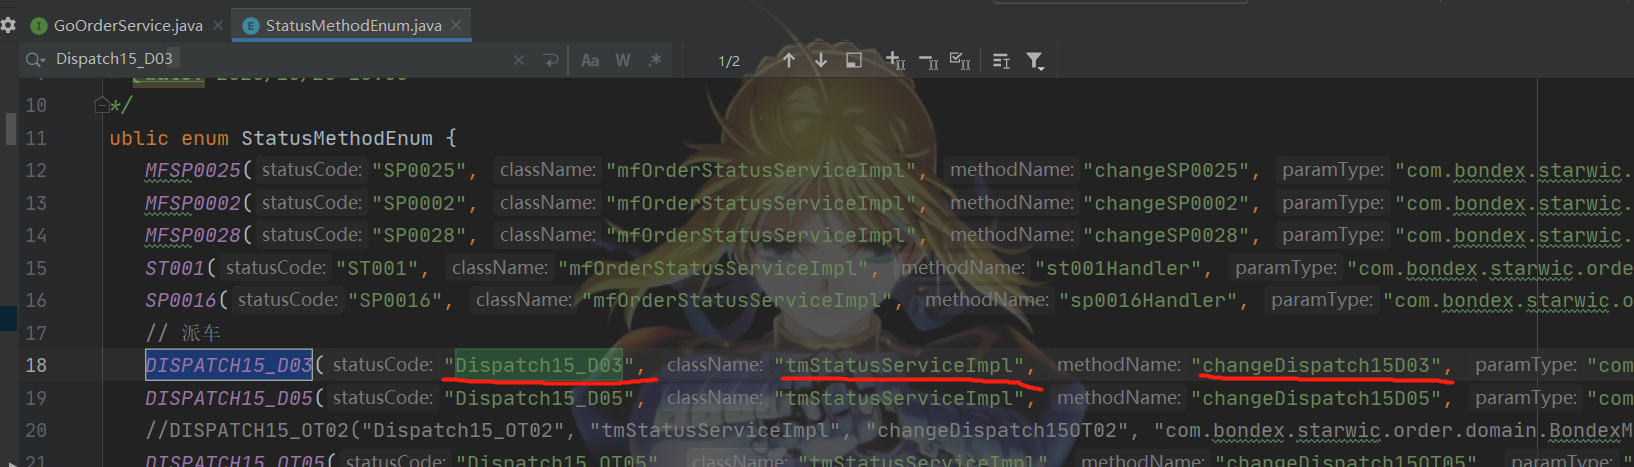 GoOrderService.java
StatusMethodEnum.java
Dispatch15_D03
Aa W .*
1/2
10 */
11 ublic enum StatusMethodEnum {
12 MFSP0025( statusCode: "SP0025", className: "mfOrderStatusServiceImpl", methodName: "changeSP0025", paramType: "com.bondex.starwic.
13 MFSP0002( statusCode: "SP0002", className: "mfOrderStatusServiceImpl", methodName: "changeSP0002", paramType: "com.bondex.starwic.
14 MFSP0028( statusCode: "SP0028", className: "mfOrderStatusServiceImpl", methodName: "changeSP0028", paramType: "com.bondex.starwic.
15 ST001( statusCode: "ST001", className: "mfOrderStatusServiceImpl", methodName: "st001Handler", paramType: "com.bondex.starwic.orde
16 SP0016( statusCode: "SP0016", className: "mfOrderStatusServiceImpl", methodName: "sp0016Handler", paramType: "com.bondex.starwic.o
17 // 派车
18 DISPATCH15_D03( statusCode: "Dispatch15_D03", className: "tmStatusServiceImpl", methodName: "changeDispatch15D03", paramType: "com
19 DISPATCH15_D05( statusCode: "Dispatch15_D05", className: "tmStatusServiceImpl", methodName: "changeDispatch15D05", paramType: "com
20 //DISPATCH15_OT02("Dispatch15_OT02", "tmStatusServiceImpl", "changeDispatch15OT02", "com.bondex.starwic.order.domain.BondexM
21 DISPATCH15_OT05( statusCode: "Dispatch15_OT05" className: "tmStatusServiceImpl" methodName: "changeDispatch15OT05" paramType: "co